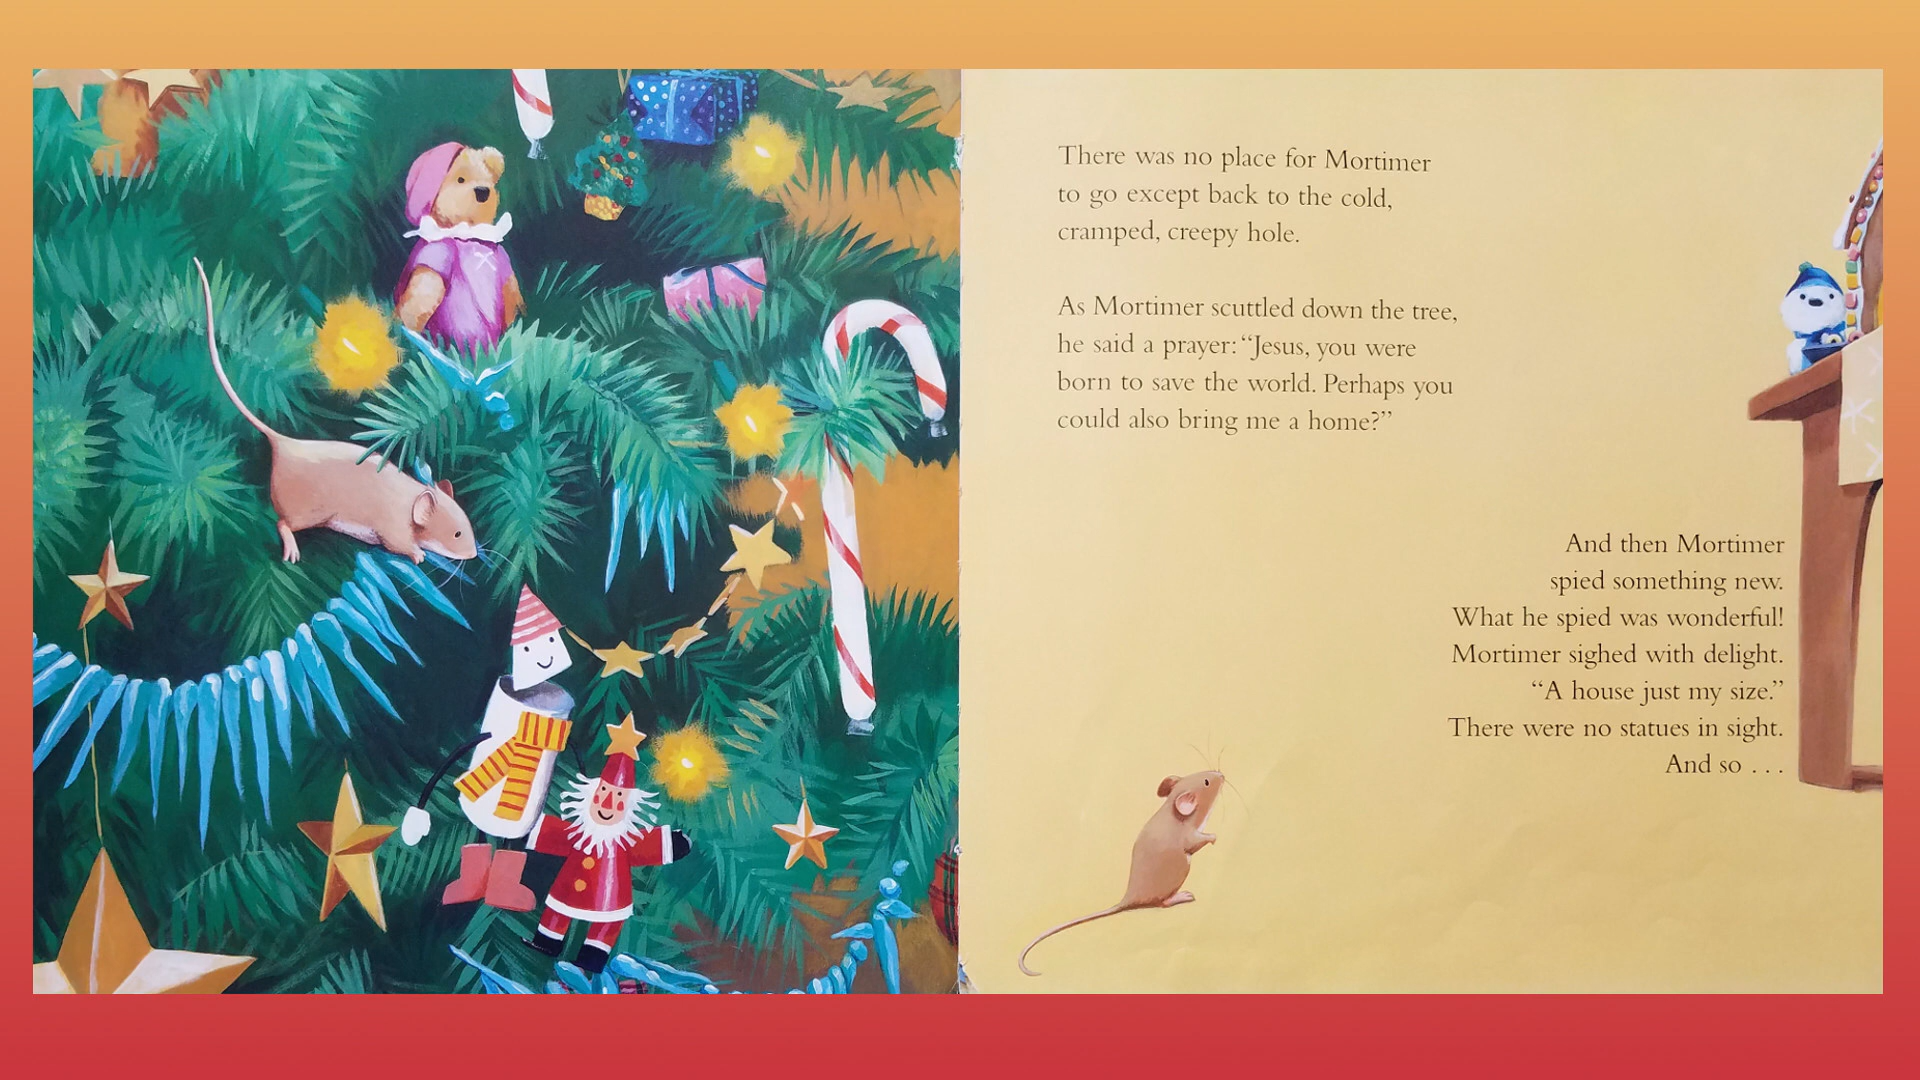 There was no place for Mortimer
to go except back to the cold,
cramped, creepy hole.
As Mortimer scuttled down the tree,
he said a prayer: “Jesus, you were
born to save the world. Perhaps you
could also bring me a home?”
And then Mortimer
spied something new.
What he spied was wonderful!
Mortimer sighed with delight.
“A house just my size.”
There were no statues in sight.
And so . . .